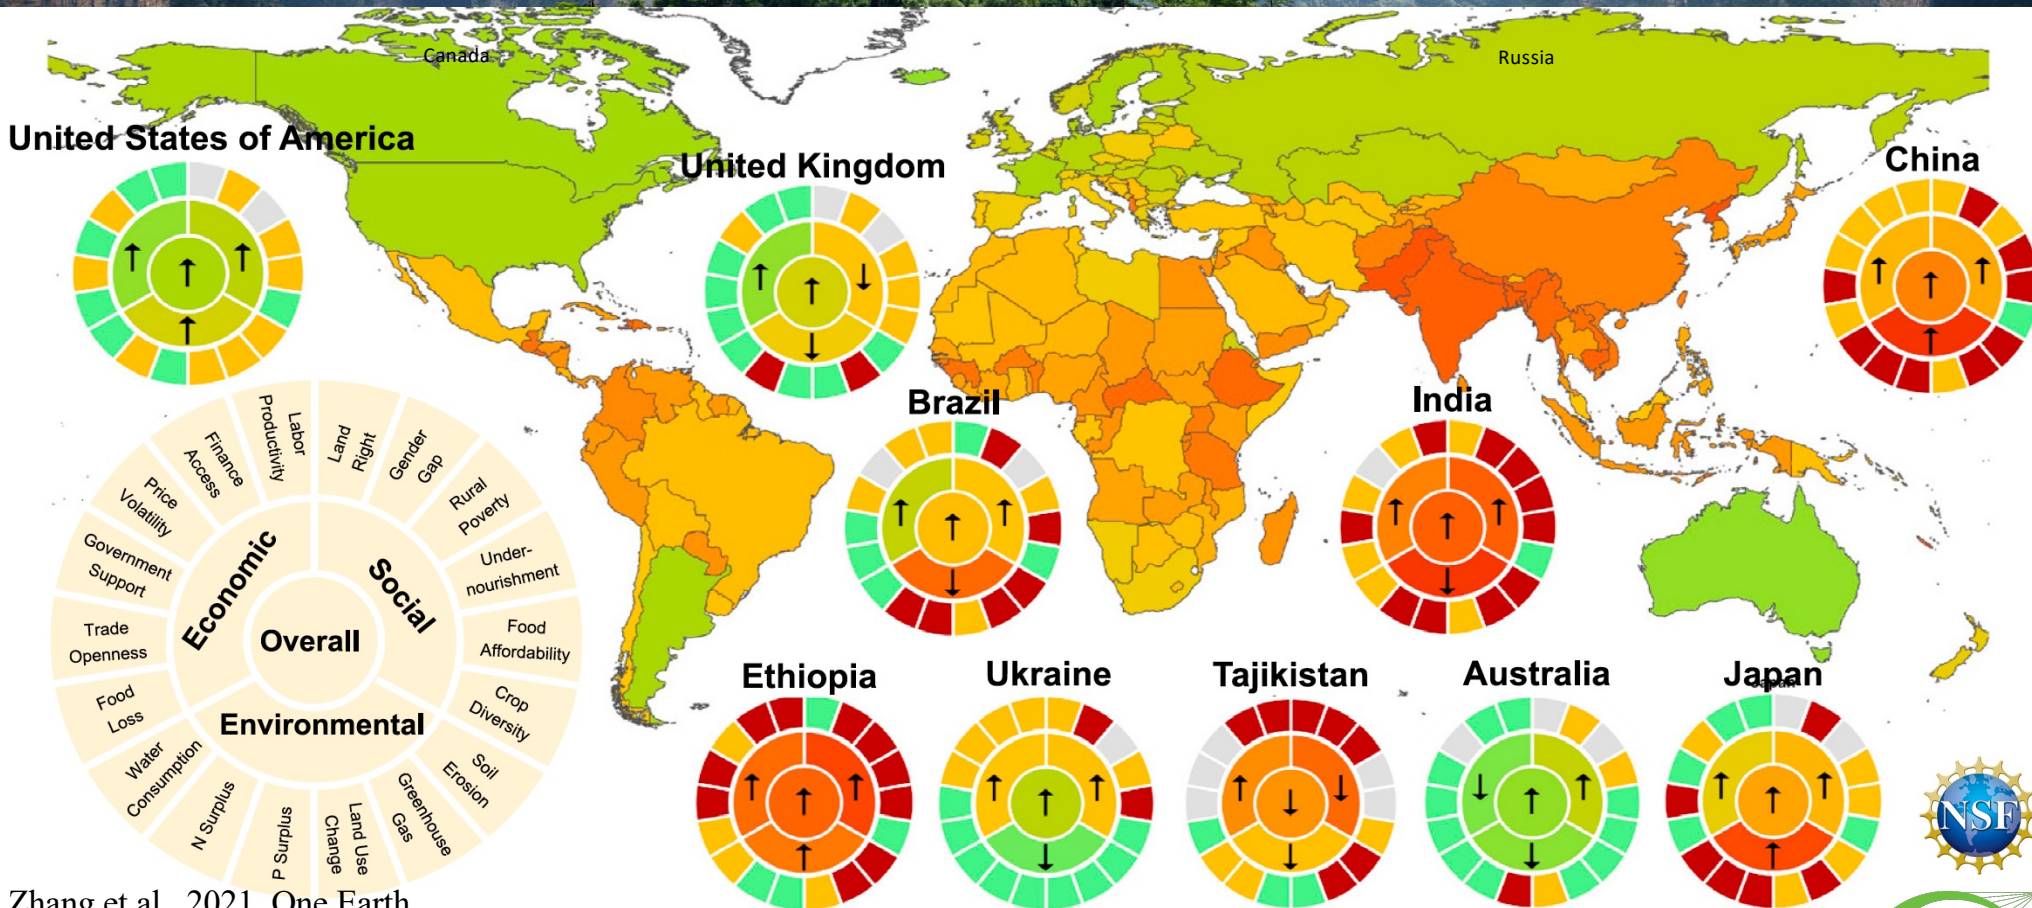 Canada
Russia
United States of America
United Kingdom
China
Brazil
India
Ethiopia
Ukraine
Tajikistan
Australia
Japan
Japan
Labor
Productivity
Land
Right
Finance
Access
Gender
Gap
Price
Volatility
Rural
Poverty
Government
Support
Under-
nourishment
Economic
Social
Trade
Openness
Overall
Food
Affordability
Food
Loss
Crop
Diversity
Environmental
Water
Consumption
Soil
Erosion
N Surplus
P Surplus
Land Use
Change
Greenhouse
Gas
NSF
Zhang et al., 2021, One Earth